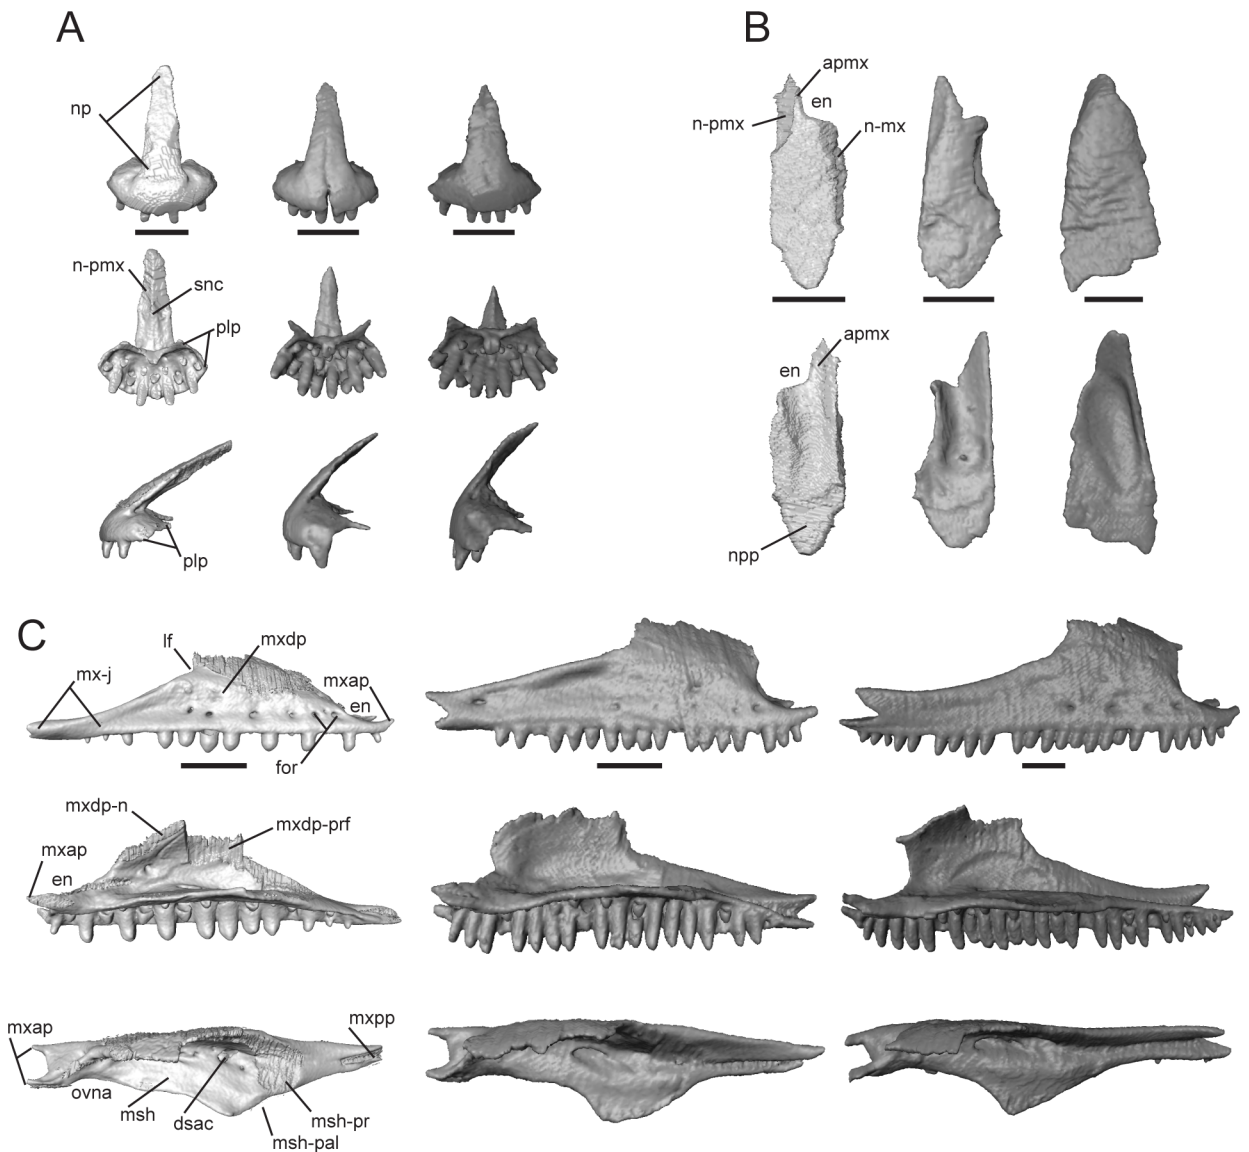 A
np
n-pmx
snc
plp
plp
B
apmx
en
n-pmx
n-mx
apmx
en
npp
C
lf
mxdp
mx-j
mxap
en
for
mxdp-n
mxdp-prf
mxap
en
mxap
mxpp
ovna
msh
dsac
msh-pr
msh-pal